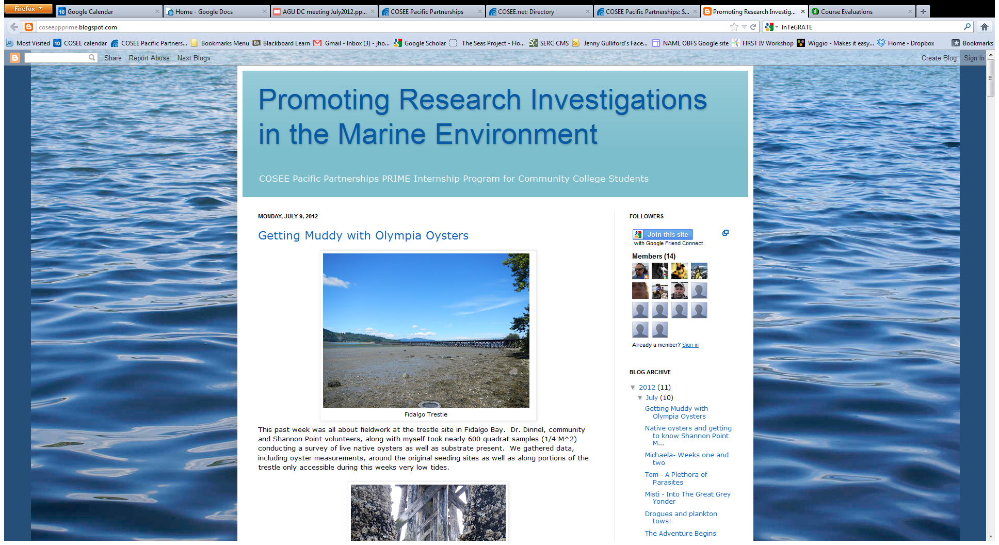 Firefox
Google Calendar
Home - Google Docs
AGU DC meeting July2012.pp...
COSEE Pacific Partnerships
COSEE.net: Directory
COSEE Pacific Partnerships: S...
Promoting Research Investig...
Course Evaluations
coseeppprime.blogspot.com
InTeGRATE
Most Visited
10 COSEE calendar
COSEE Pacific Partners...
Bookmarks Menu
Bb Blackboard Learn
Gmail - Inbox (3) - jho...
Google Scholar
The Seas Project - Ho...
SERC CMS
Jenny Gulliford's Face...
NAML OBFS Google site
FIRST IV Workshop
Wiggio - Makes it easy...
Home - Dropbox
Bookmarks
Share Report Abuse Next Blog»
Create Blog Sign In
Promoting Research Investigations
in the Marine Environment
COSEE Pacific Partnerships PRIME Internship Program for Community College Students
MONDAY, JULY 9, 2012
Getting Muddy with Olympia Oysters
Fidalgo Trestle
This past week was all about fieldwork at the trestle site in Fidalgo Bay. Dr. Dinnel, community
and Shannon Point volunteers, along with myself took nearly 600 quadrat samples (1/4 M^2)
conducting a survey of live native oysters as well as substrate present. We gathered data,
including oyster measurements, around the original seeding sites as well as along portions of the
trestle only accessible during this weeks very low tides.
FOLLOWERS
Join this site
with Google Friend Connect
Members (14)
Already a member? Sign in
BLOG ARCHIVE
▼ 2012 (11)
▼ July (10)
Getting Muddy with
Olympia Oysters
Native oysters and getting
to know Shannon Point
M...
Michaela- Weeks one and
two
Tom - A Plethora of
Parasites
Misti - Into The Great Grey
Yonder
Drogues and plankton
tows!
The Adventure Begins